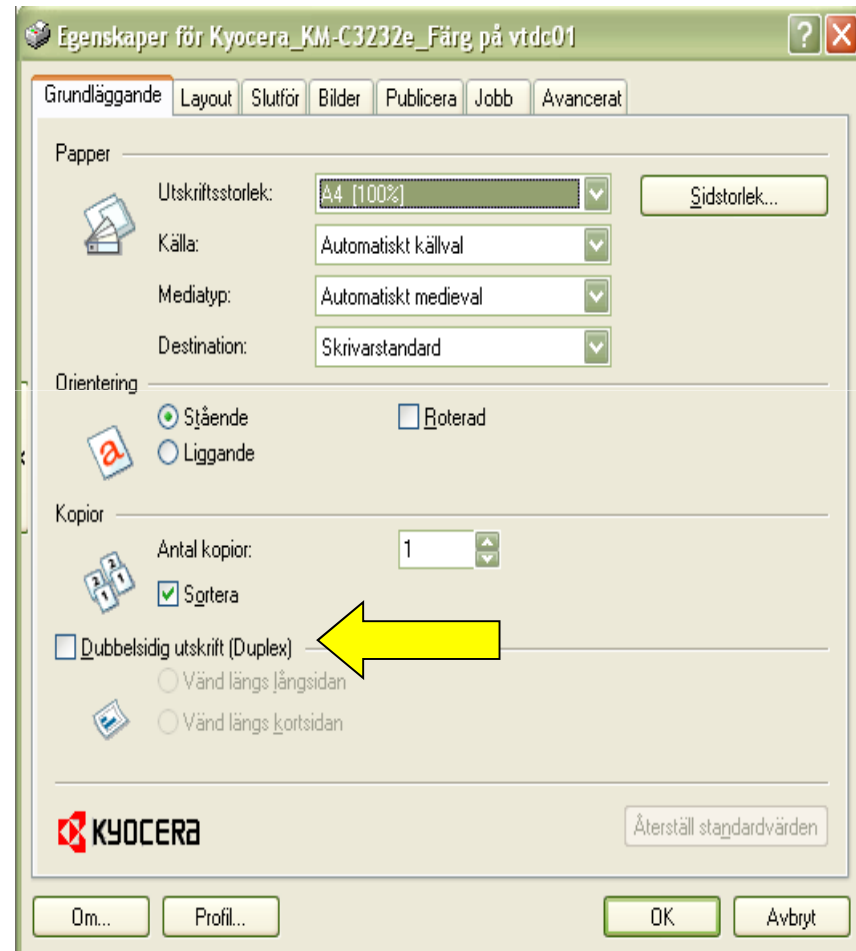 Egenskaper för Kyocera_KM-C3232e_Färg på vtdc01
Grundläggande Layout Slutför Bilder Publicera Jobb Avancerat
Papper
Utskriftsstorlek: A4 [100%] Sidstorlek...
Källa: Automatiskt källval
Mediatyp: Automatiskt medieval
Destination: Skrivarstandard
Orientering
Stående Roterad
Liggande
Kopior
Antal kopior: 1
Sortera
Dubbelsidig utskrift (Duplex)
Vänd längs långsidan
Vänd längs kortsidan
KYOCERA Återställ standardvärden
Om... Profil... OK Avbryt